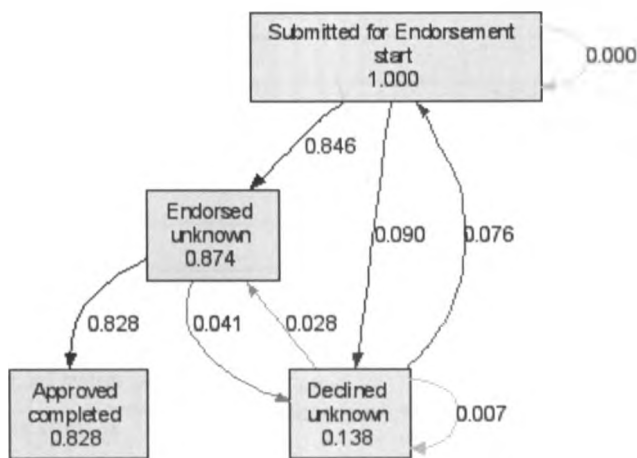 Submitted for Endorsement
start
1.000
0.000
0.846
Endorsed
unknown
0.874
0.090
0.076
0.828
0.041
0.028
Approved
completed
0.828
Declined
unknown
0.138
0.007